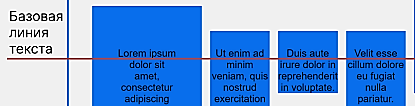 Базовая
линия
текста
Lorem ipsum
dolor sit
amet,
consectetur
adipiscing
Ut enim ad
minim
veniam, quis
nostrud
exercitation
Duis aute
irure dolor in
reprehenderit
in voluptate.
Velit esse
cillum dolore
eu fugiat
nulla
pariatur.